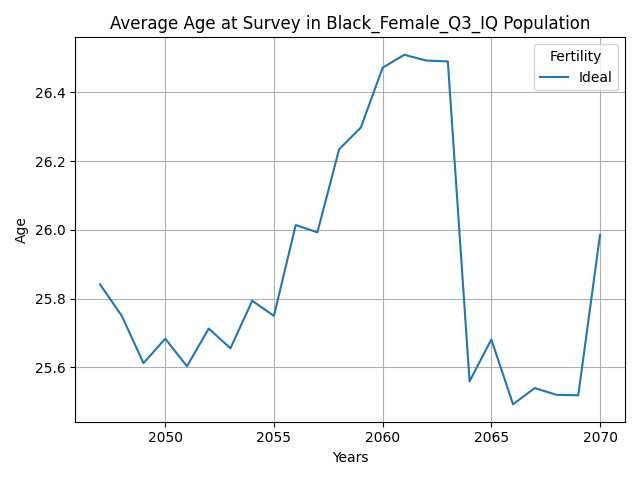 Average Age at Survey in Black_Female_Q3_IQ Population
Fertility
Ideal
26.4
26.2
26.0
25.8
25.6
Age
2050 2055 2060 2065 2070
Years